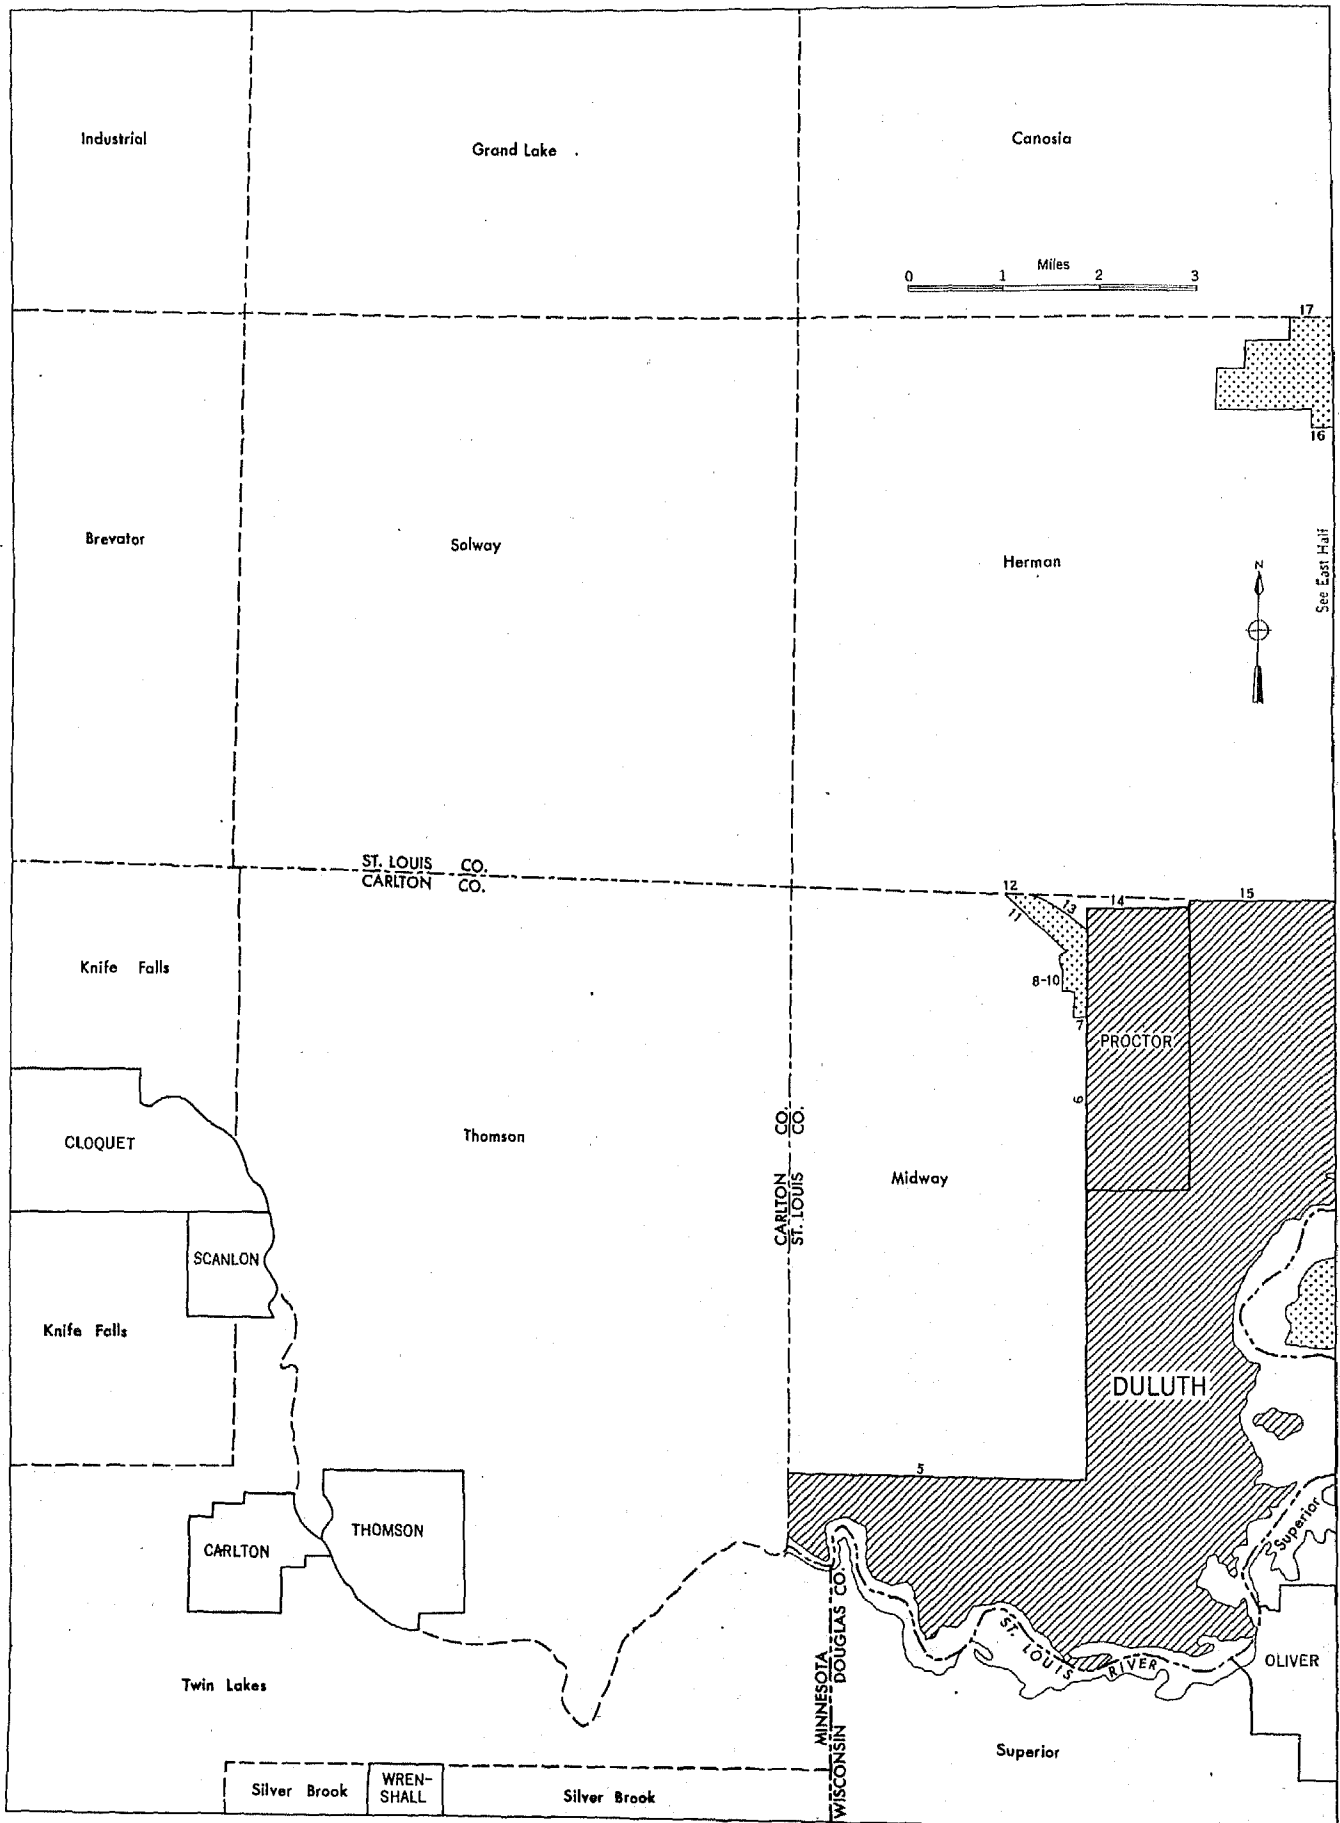 Industrial
Grand Lake
Canosia
Miles
0 1 2 3
17
16
Brevator
Solway
Herman
See East Half
N
ST. LOUIS CO.
CARLTON CO.
12
13
14
15
11
Knife Falls
8-10
7
PROCTOR
6
CLOQUET
Thomson
CARLTON CO.
ST. LOUIS CO.
Midway
SCANLON
Knife Falls
DULUTH
5
CARLTON
THOMSON
Superior
MINNESOTA
WISCONSIN
DOUGLAS CO.
ST. LOUIS RIVER
OLIVER
Twin Lakes
Superior
Silver Brook
WREN-
SHALL
Silver Brook